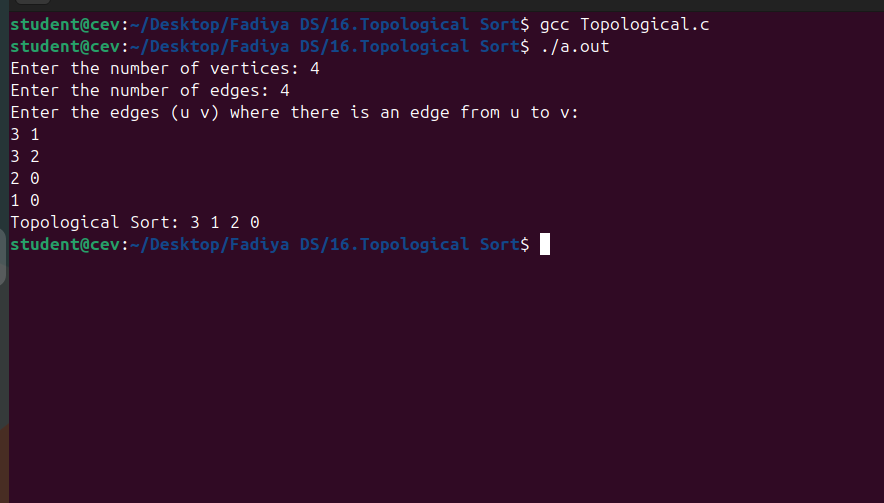 student@cev:~/Desktop/Fadiya DS/16.Topological Sort$ gcc Topological.c
student@cev:~/Desktop/Fadiya DS/16.Topological Sort$ ./a.out
Enter the number of vertices: 4
Enter the number of edges: 4
Enter the edges (u v) where there is an edge from u to v:
3 1
3 2
2 0
1 0
Topological Sort: 3 1 2 0
student@cev:~/Desktop/Fadiya DS/16.Topological Sort$